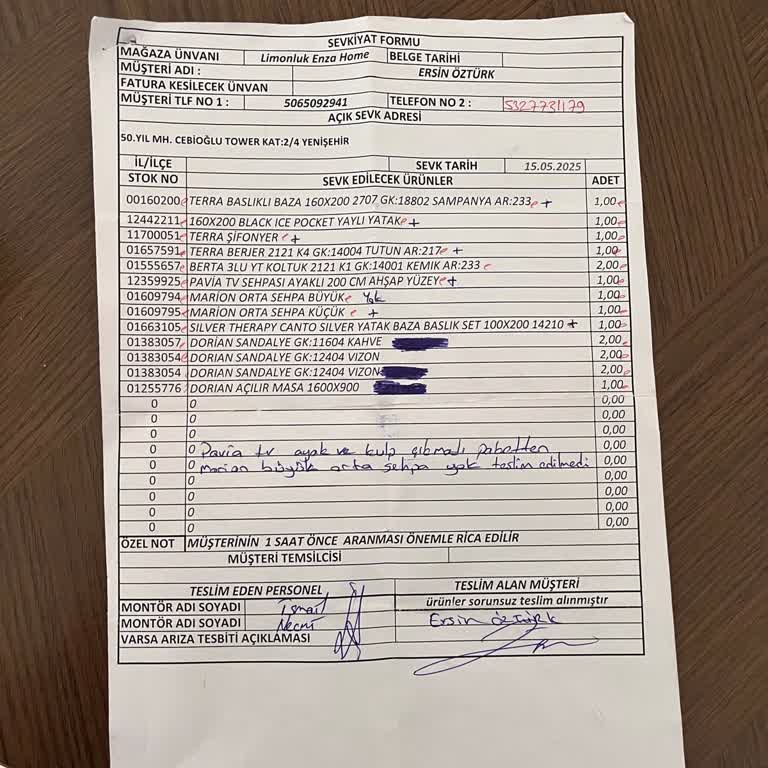 SEVKİYAT FORMU
MAĞAZA ÜNVANI Limonluk Enza Home BELGE TARİHİ
MÜŞTERİ ADI : ERSİN ÖZTÜRK
FATURA KESİLECEK ÜNVAN
MÜŞTERİ TLF NO 1 : 5065092941 TELEFON NO 2 : 5327731179
AÇIK SEVK ADRESİ
50.YIL MH. CEBİOĞLU TOWER KAT:2/4 YENİŞEHİR
İL/İLÇE SEVK TARİH 15.05.2025
STOK NO SEVK EDİLECEK ÜRÜNLER ADET
00160200 TERRA BASLIKLI BAZA 160X200 2707 GK:18802 SAMPANYA AR:233 + 1,00
12442211 160X200 BLACK ICE POCKET YAYLI YATAK + 1,00
11700051 TERRA ŞİFONYER + 1,00
01657591 TERRA BERJER 2121 K4 GK:14004 TUTUN AR:217 + 1,00
01555657 BERTA 3LU YT KOLTUK 2121 K1 GK:14001 KEMIK AR:233 2,00
12359925 PAVİA TV SEHPASI AYAKLI 200 CM AHŞAP YÜZEY + 1,00
01609794 MARİON ORTA SEHPA BÜYÜK Yok 1,00
01609795 MARİON ORTA SEHPA KÜÇÜK + 1,00
01663105 SILVER THERAPY CANTO SILVER YATAK BAZA BASLIK SET 100X200 14210 + 1,00
01383057 DORİAN SANDALYE GK:11604 KAHVE 2,00
01383054 DORİAN SANDALYE GK:12404 VIZON 2,00
01383054 DORİAN SANDALYE GK:12404 VIZON 2,00
01255776 DORIAN AÇILIR MASA 1600X900 1,00
0 0 0,00
0 0 0,00
0 0 0,00
0 0 Pavia tv ayak ve kulp çıkmadı paketten 0,00
0 0 Marion büyük orta sehpa yok teslim edilmedi 0,00
0 0 0,00
0 0 0,00
0 0 0,00
0 0 0,00
ÖZEL NOT MÜŞTERİNİN 1 SAAT ÖNCE ARANMASI ÖNEMLE RİCA EDİLİR
MÜŞTERİ TEMSİLCİSİ
TESLİM EDEN PERSONEL TESLİM ALAN MÜŞTERİ
MONTÖR ADI SOYADI İsmail ürünler sorunsuz teslim alınmıştır
MONTÖR ADI SOYADI Necmi Ersin Öztürk
VARSA ARIZA TESBİTİ AÇIKLAMASI